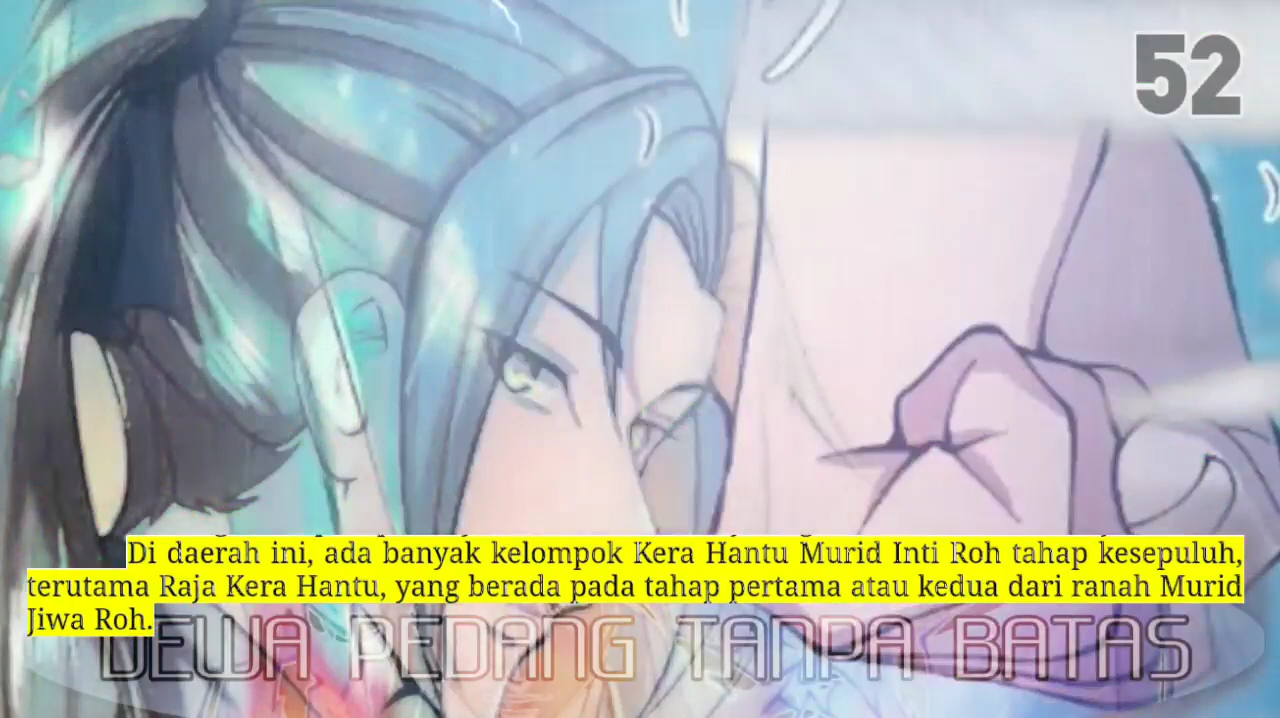 52
Di daerah ini, ada banyak kelompok Kera Hantu Murid Inti Roh tahap kesepuluh,
terutama Raja Kera Hantu, yang berada pada tahap pertama atau kedua dari ranah Murid
Jiwa Roh.
DEWA PEDANG TANPA BATAS